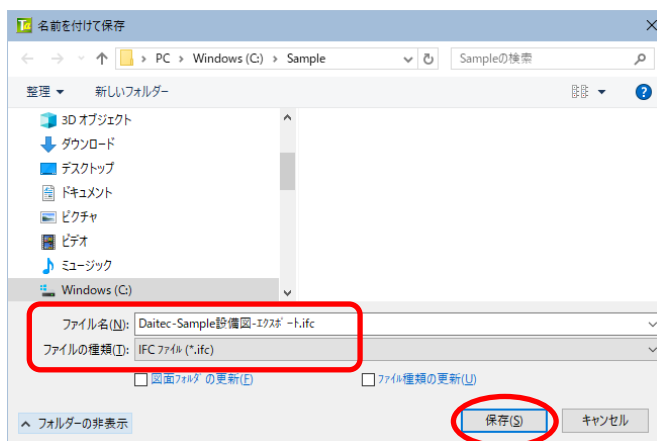 名前を付けて保存
PC › Windows (C:) › Sample
Sampleの検索
整理 新しいフォルダー
3D オブジェクト
ダウンロード
デスクトップ
ドキュメント
ピクチャ
ビデオ
ミュージック
Windows (C:)
ファイル名(N): Daitec-Sample設備図-ｴｸｽﾎﾟｰﾄ.ifc
ファイルの種類(T): IFC ﾌｧｲﾙ (*.ifc)
図面ﾌｫﾙﾀﾞの更新(F) ﾌｧｲﾙ種類の更新(U)
フォルダーの非表示 保存(S) キャンセル